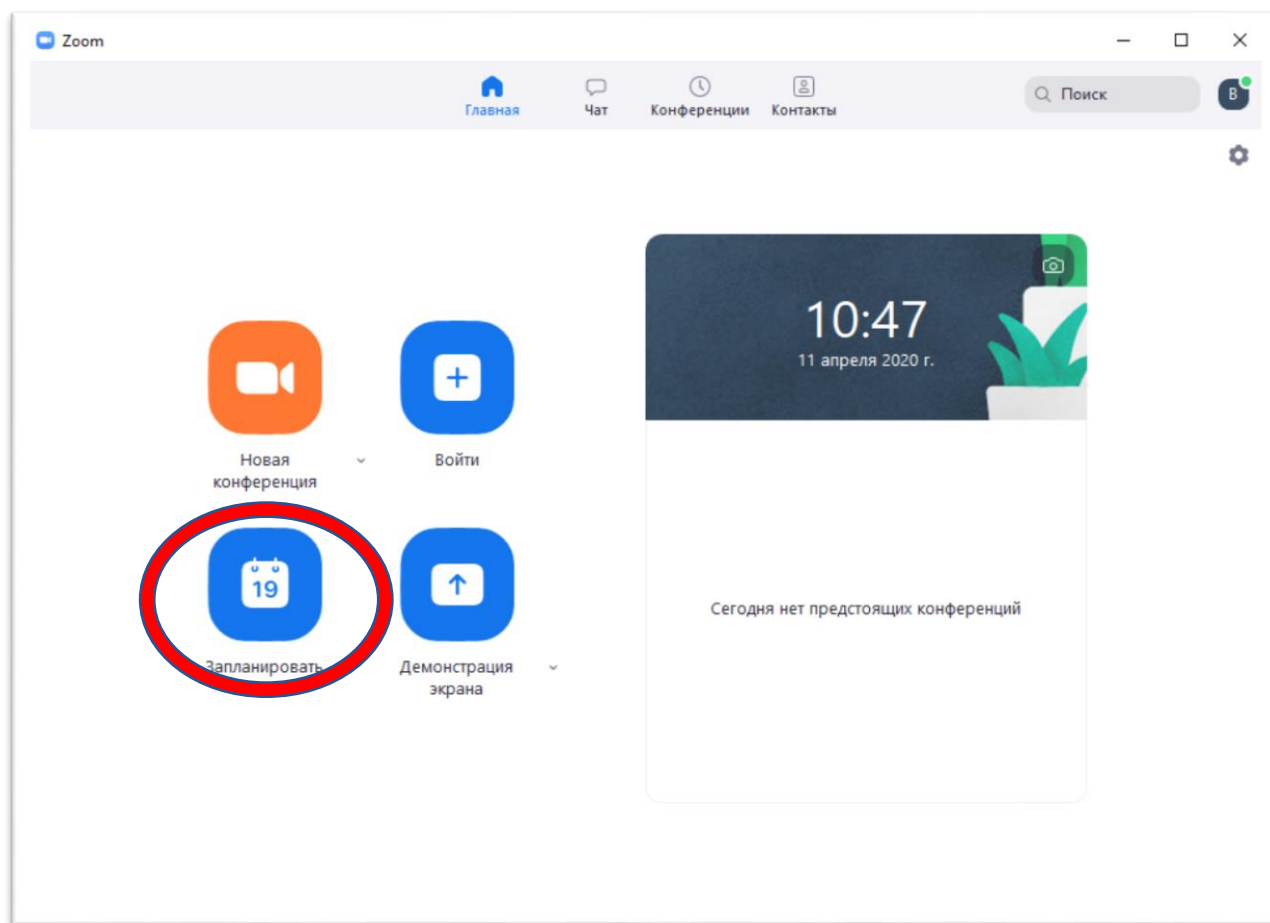 Zoom
Главная
Чат
Конференции
Контакты
Поиск
В
10:47
11 апреля 2020 г.
Новая
конференция
Войти
19
Запланировать
Демонстрация
экрана
Сегодня нет предстоящих конференций